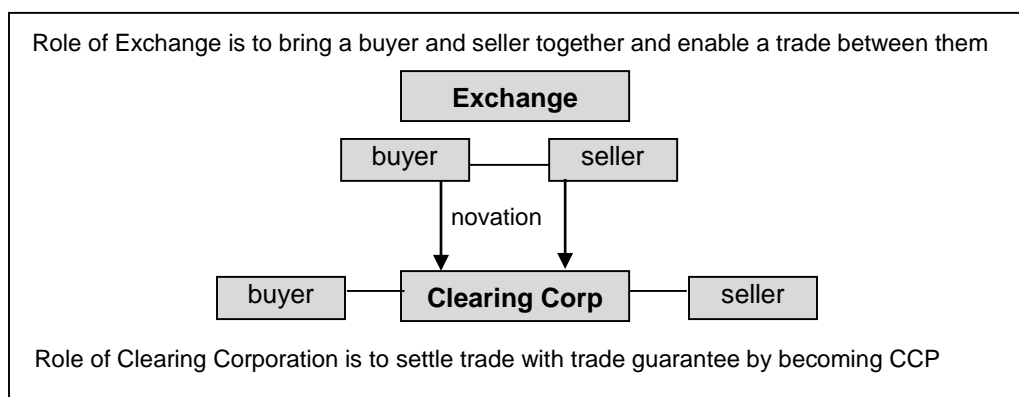 Role of Exchange is to bring a buyer and seller together and enable a trade between them
Exchange
buyer seller
novation
buyer Clearing Corp seller
Role of Clearing Corporation is to settle trade with trade guarantee by becoming CCP